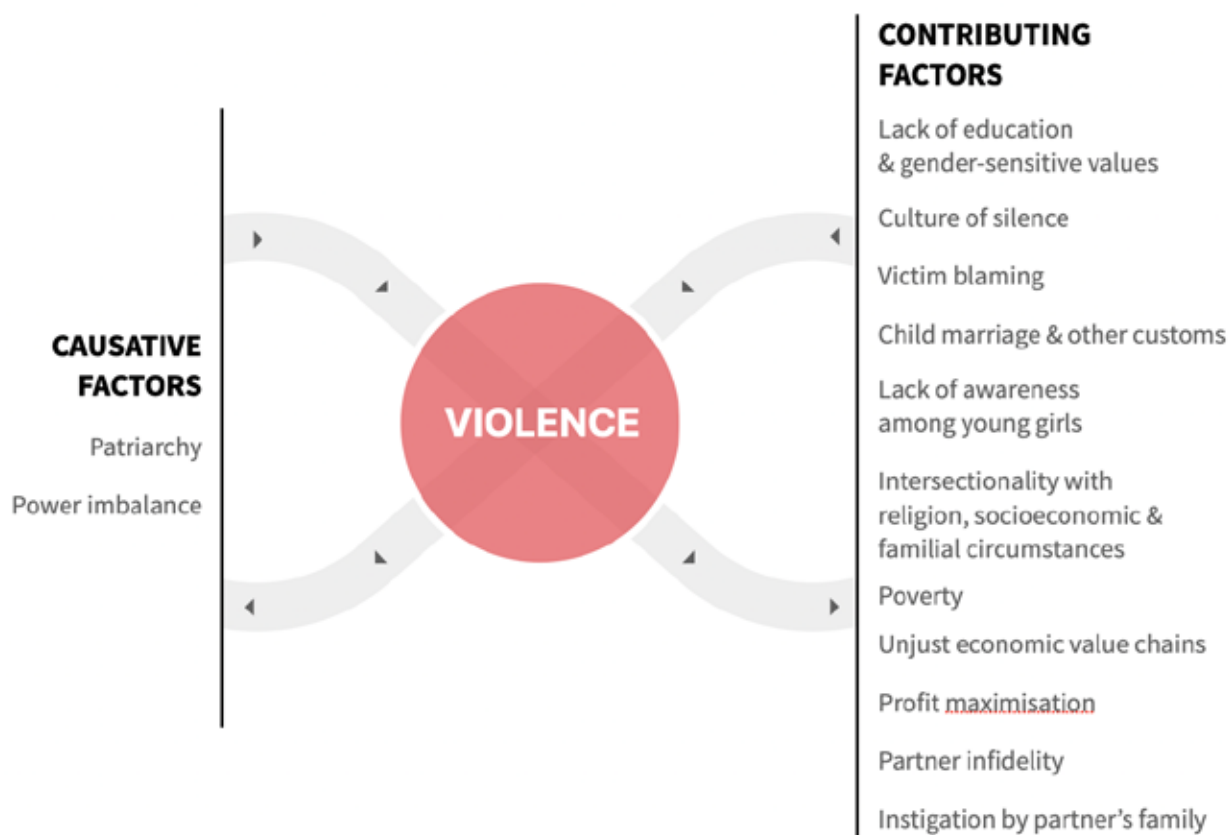 CAUSATIVE
FACTORS
Patriarchy
Power imbalance
VIOLENCE
CONTRIBUTING
FACTORS
Lack of education
& gender-sensitive values
Culture of silence
Victim blaming
Child marriage & other customs
Lack of awareness
among young girls
Intersectionality with
religion, socioeconomic &
familial circumstances
Poverty
Unjust economic value chains
Profit maximisation
Partner infidelity
Instigation by partner’s family